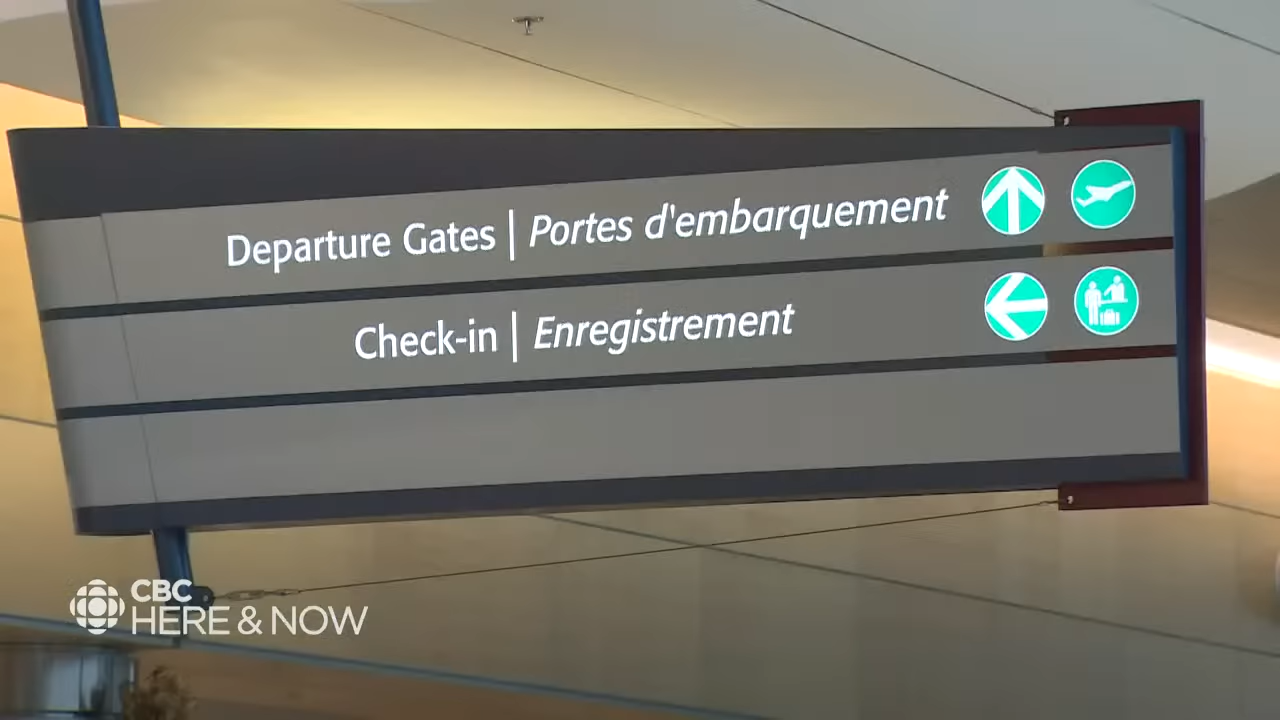 Departure Gates | Portes d'embarquement
Check-in | Enregistrement
CBC
HERE & NOW